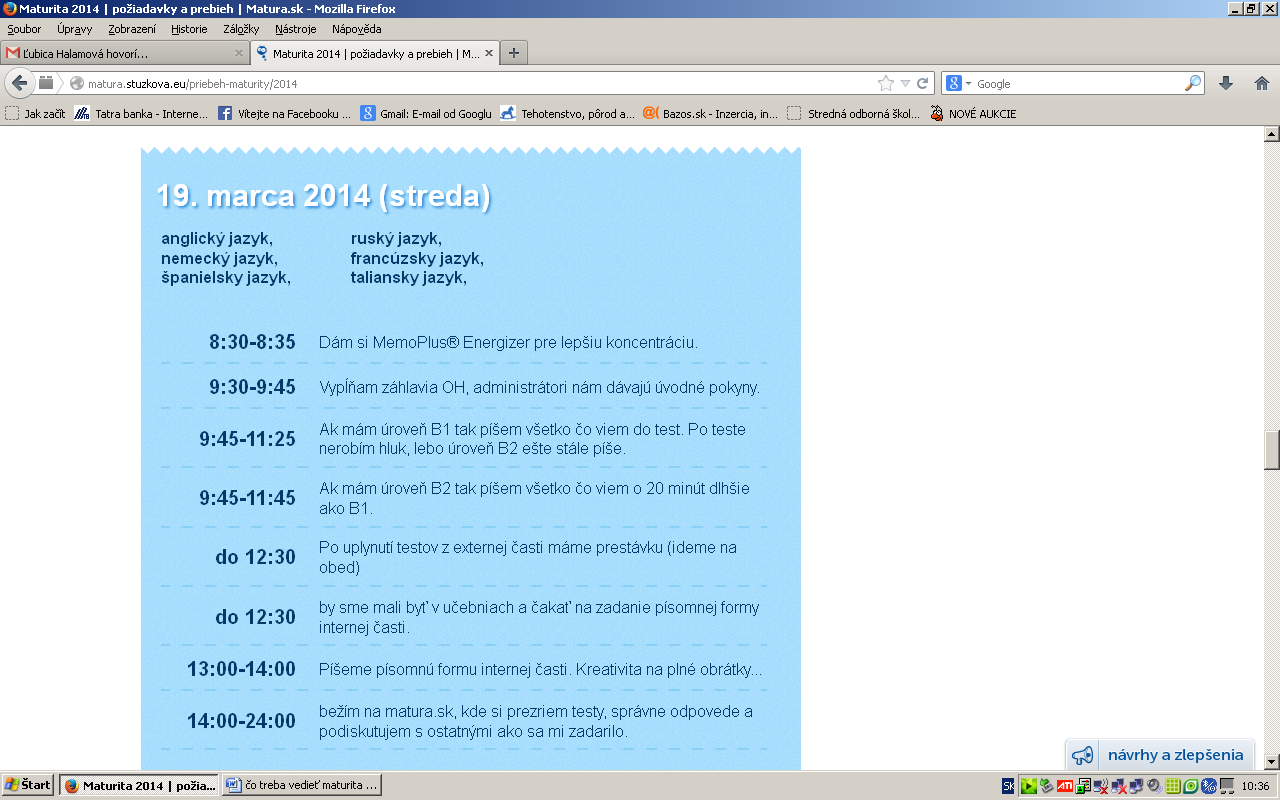 Maturita 2014 | požiadavky a prebieh | Matura.sk - Mozilla Firefox
Súbor Úpravy Zobrazení Historie Záložky Nástroje Nápověda
Ľubica Halamová hovorí...
Maturita 2014 | požiadavky a prebieh | M...
matura.stuzkova.eu/priebeh-maturity/2014
Google
Jak začít Tatra banka - Interne... Vítejte na Facebooku ... Gmail: E-mail od Googlu Tehotenstvo, pôrod a... Bazos.sk - Inzercia, in... Stredná odborná škol... NOVÉ AUKCIE
19. marca 2014 (streda)
anglický jazyk, ruský jazyk,
nemecký jazyk, francúzsky jazyk,
španielsky jazyk, taliansky jazyk,
8:30-8:35 Dám si MemoPlus® Energizer pre lepšiu koncentráciu.
9:30-9:45 Vypĺňam záhlavia OH, administrátori nám dávajú úvodné pokyny.
9:45-11:25 Ak mám úroveň B1 tak píšem všetko čo viem do test. Po teste
nerobím hluk, lebo úroveň B2 ešte stále píše.
9:45-11:45 Ak mám úroveň B2 tak píšem všetko čo viem o 20 minút dlhšie
ako B1.
do 12:30 Po uplynutí testov z externej časti máme prestávku (ideme na
obed)
do 12:30 by sme mali byť v učebniach a čakať na zadanie písomnej formy
internej časti.
13:00-14:00 Píšeme písomnú formu internej časti. Kreativita na plné obrátky...
14:00-24:00 bežím na matura.sk, kde si prezriem testy, správne odpovede a
podiskutujem s ostatnými ako sa mi zadarilo.
návrhy a zlepšenia
Štart Maturita 2014 | požia... čo treba vedieť maturita ... SK ATI 10:36